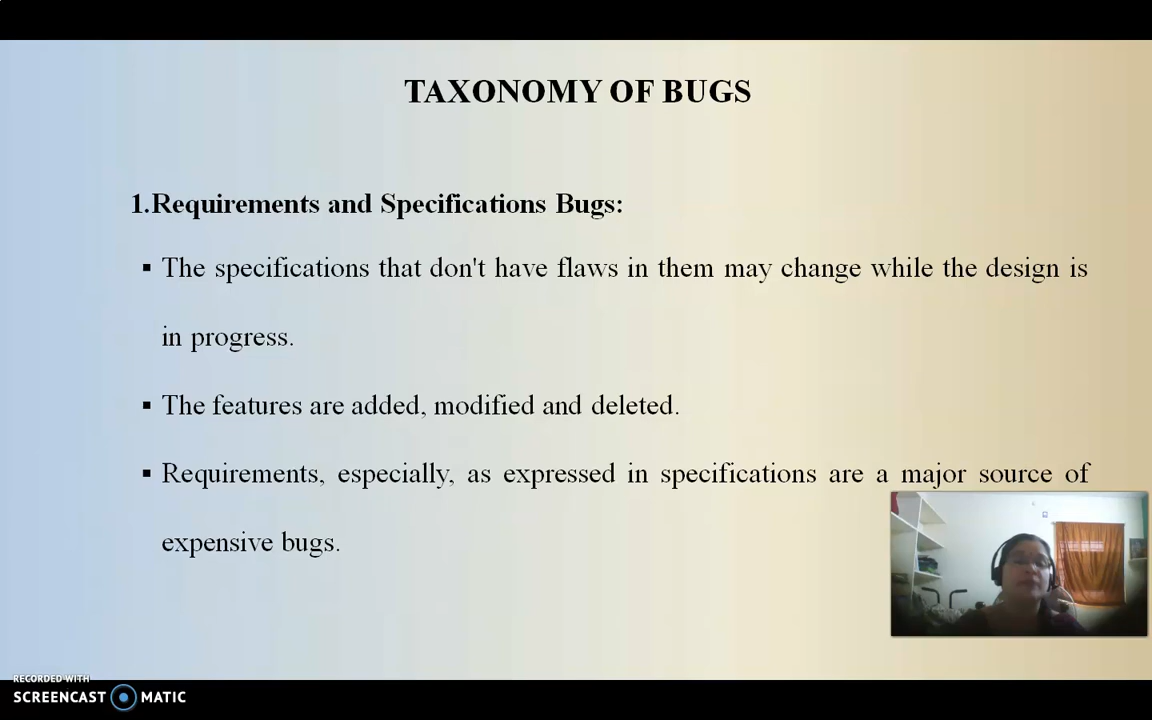 TAXONOMY OF BUGS
1.Requirements and Specifications Bugs:
▪ The specifications that don't have flaws in them may change while the design is
in progress.
▪ The features are added, modified and deleted.
▪ Requirements, especially, as expressed in specifications are a major source of
expensive bugs.
RECORDED WITH
SCREENCAST MATIC